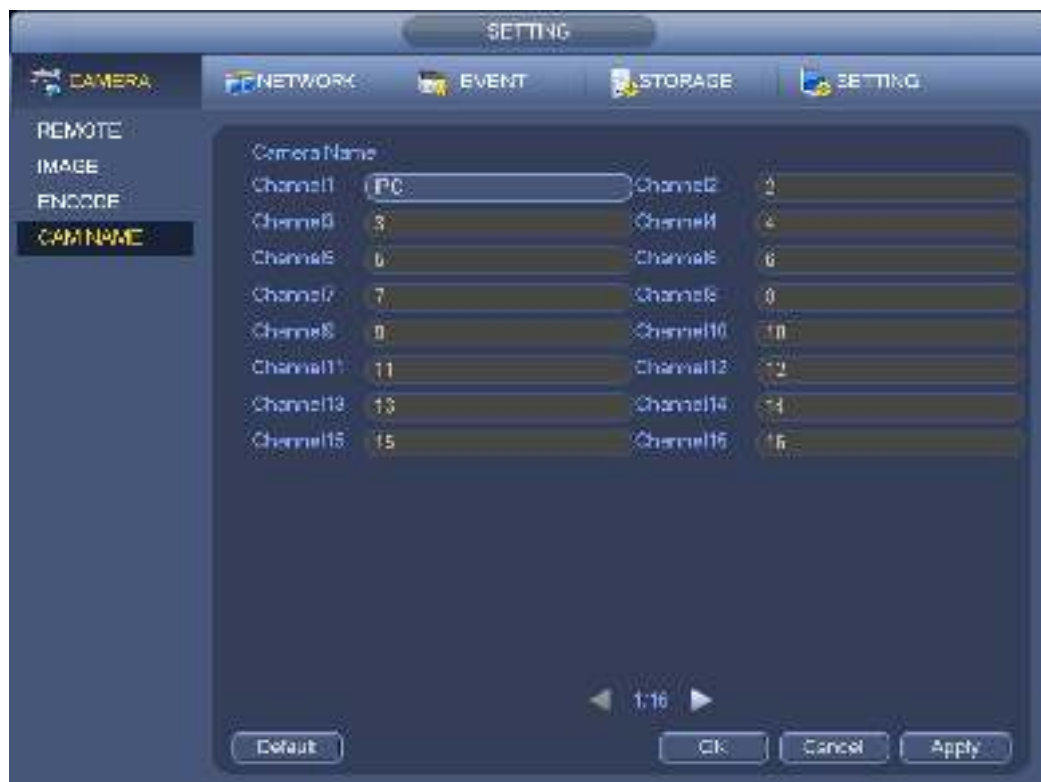 SETTING
CAMERA NETWORK EVENT STORAGE SETTING
REMOTE
IMAGE
ENCODE
CAM NAME
Camera Name
Channel1 IPC Channel2 2
Channel3 3 Channel4 4
Channel5 5 Channel6 6
Channel7 7 Channel8 8
Channel9 9 Channel10 10
Channel11 11 Channel12 12
Channel13 13 Channel14 14
Channel15 15 Channel16 16
1/16
Default OK Cancel Apply